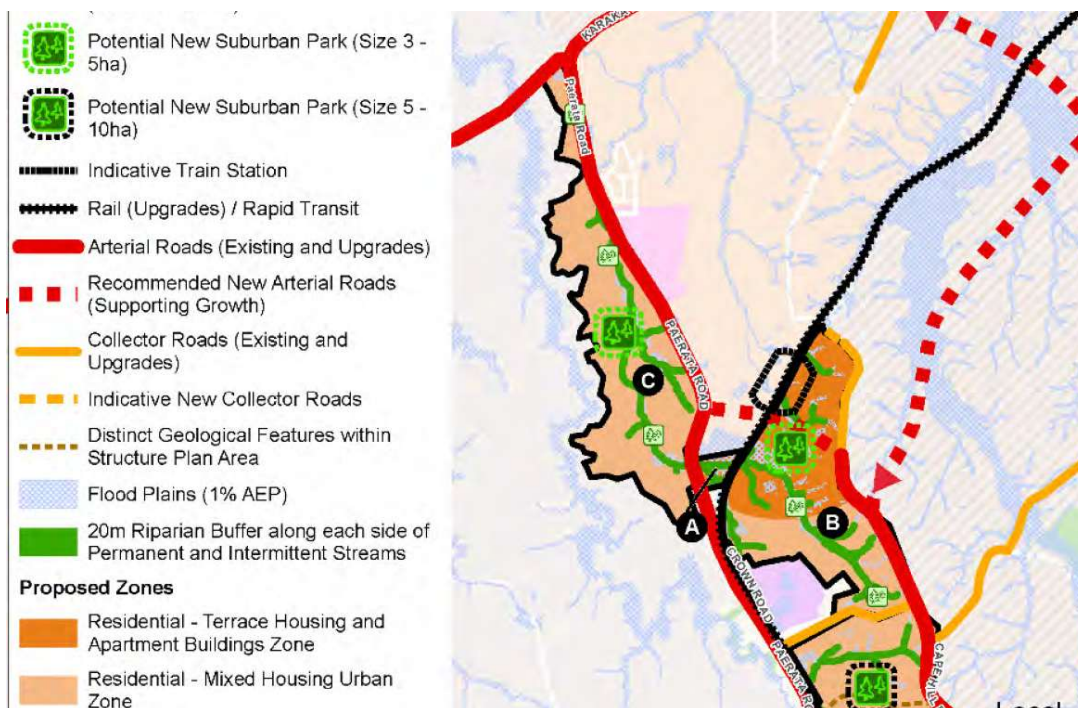 Potential New Suburban Park (Size 3 -
5ha)
Potential New Suburban Park (Size 5 -
10ha)
Indicative Train Station
Rail (Upgrades) / Rapid Transit
Arterial Roads (Existing and Upgrades)
Recommended New Arterial Roads
(Supporting Growth)
Collector Roads (Existing and
Upgrades)
Indicative New Collector Roads
Distinct Geological Features within
Structure Plan Area
Flood Plains (1% AEP)
20m Riparian Buffer along each side of
Permanent and Intermittent Streams
Proposed Zones
Residential - Terrace Housing and
Apartment Buildings Zone
Residential - Mixed Housing Urban
Zone
KARAKA
Paerata Road
PAERATA ROAD
C
A
B
CROWN ROAD
PAERATA RO
CAPE HILL